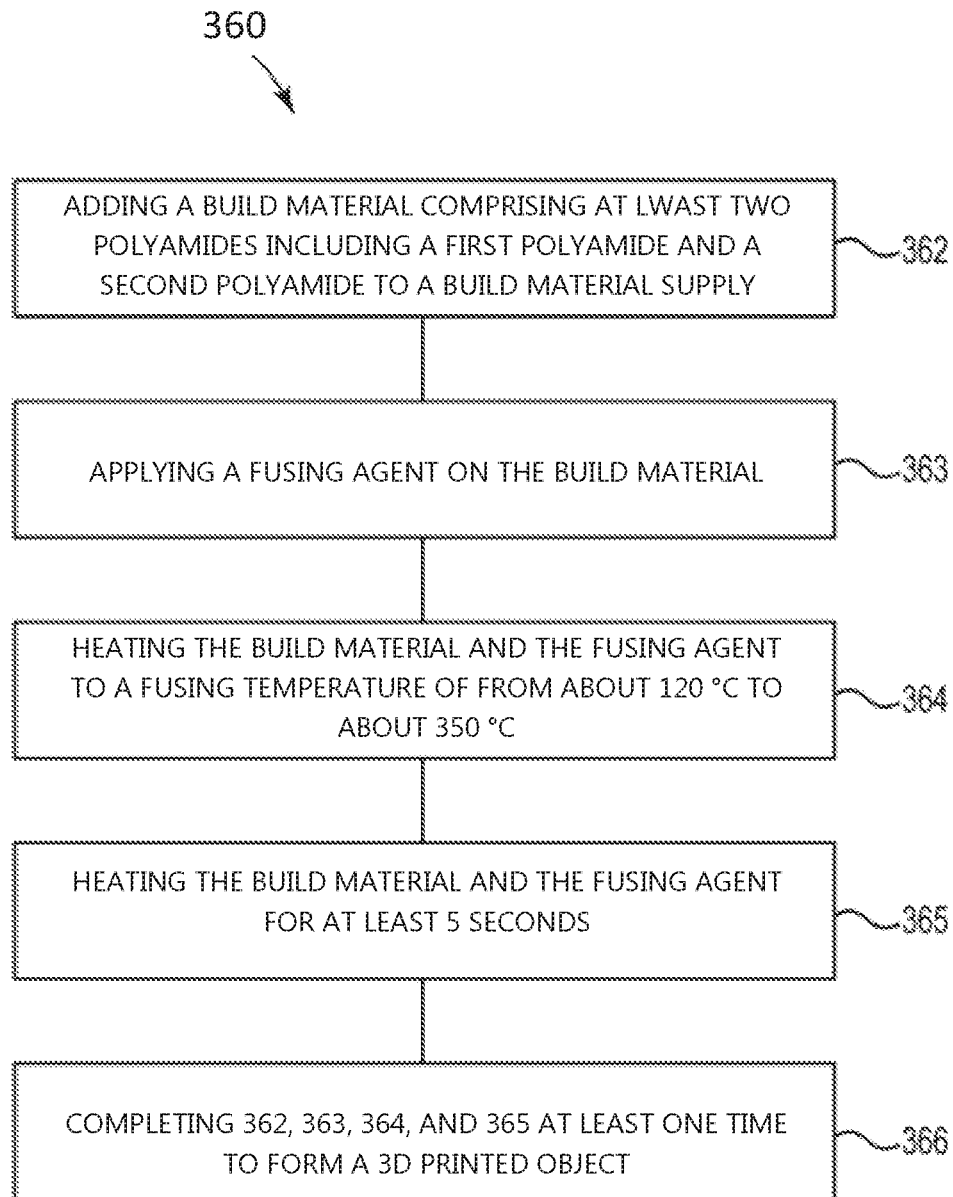 360
ADDING A BUILD MATERIAL COMPRISING AT LWAST TWO
POLYAMIDES INCLUDING A FIRST POLYAMIDE AND A
SECOND POLYAMIDE TO A BUILD MATERIAL SUPPLY
362
APPLYING A FUSING AGENT ON THE BUILD MATERIAL
363
HEATING THE BUILD MATERIAL AND THE FUSING AGENT
TO A FUSING TEMPERATURE OF FROM ABOUT 120 °C TO
ABOUT 350 °C
364
HEATING THE BUILD MATERIAL AND THE FUSING AGENT
FOR AT LEAST 5 SECONDS
365
COMPLETING 362, 363, 364, AND 365 AT LEAST ONE TIME
TO FORM A 3D PRINTED OBJECT
366